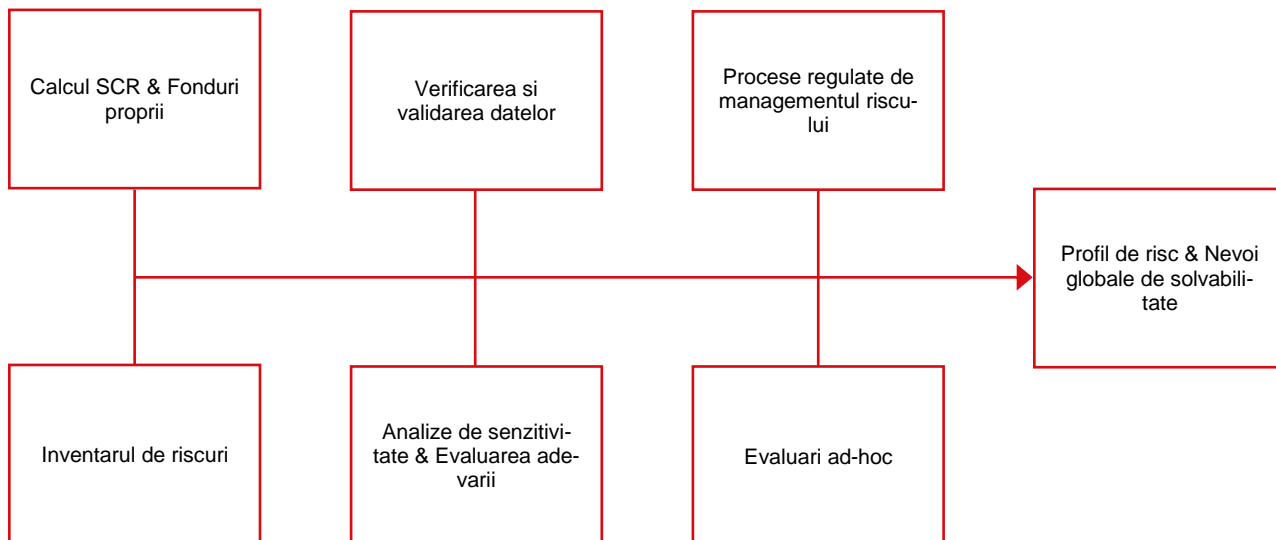 Calcul SCR & Fonduri
proprii
Verificarea si
validarea datelor
Procese regulate de
managementul riscu-
lui
Profil de risc & Nevoi
globale de solvabili-
tate
Inventarul de riscuri
Analize de senzitivi-
tate & Evaluarea ade-
varii
Evaluari ad-hoc